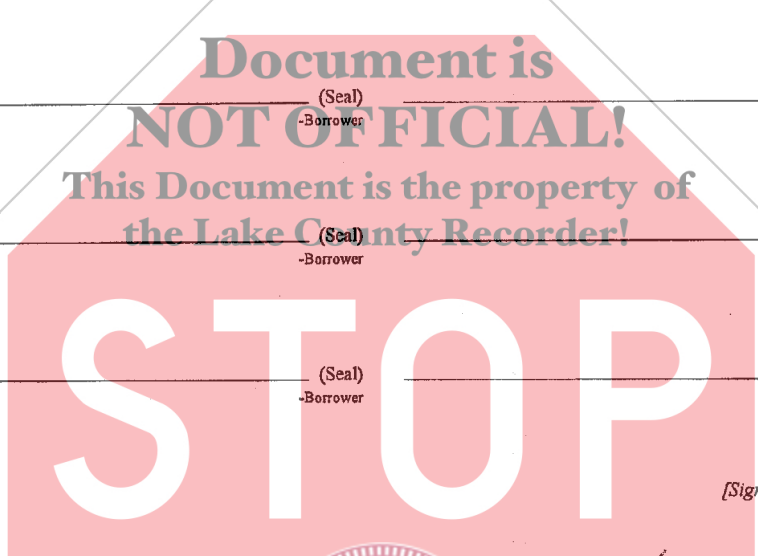 Document is
(Seal)
-Borrower
NOT OFFICIAL!
This Document is the property of
the Lake County Recorder!
(Seal)
-Borrower
STOP
(Seal)
-Borrower
[Sign